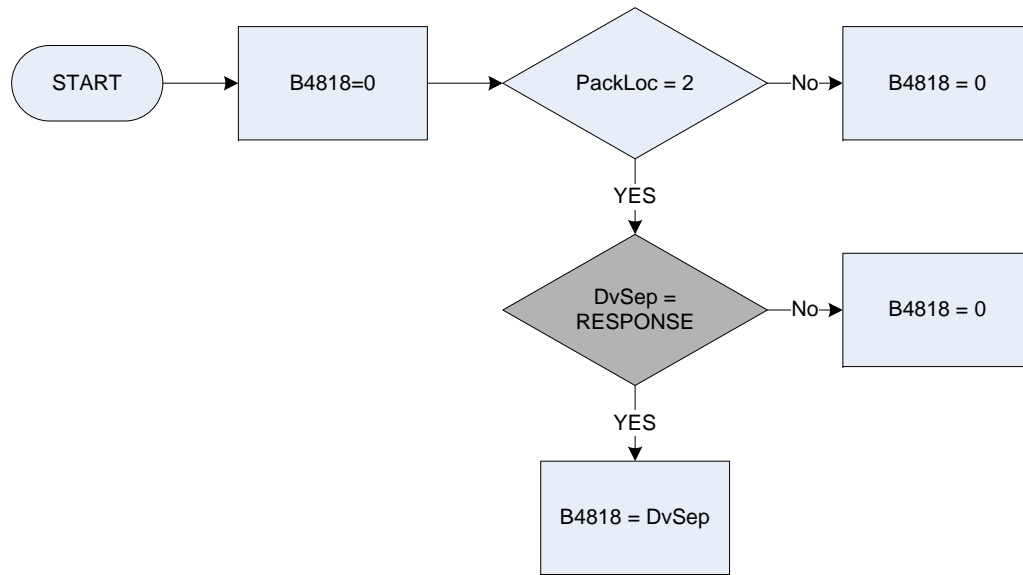 START
B4818=0
PackLoc = 2
No
B4818 = 0
YES
DvSep =
RESPONSE
No
B4818 = 0
YES
B4818 = DvSep